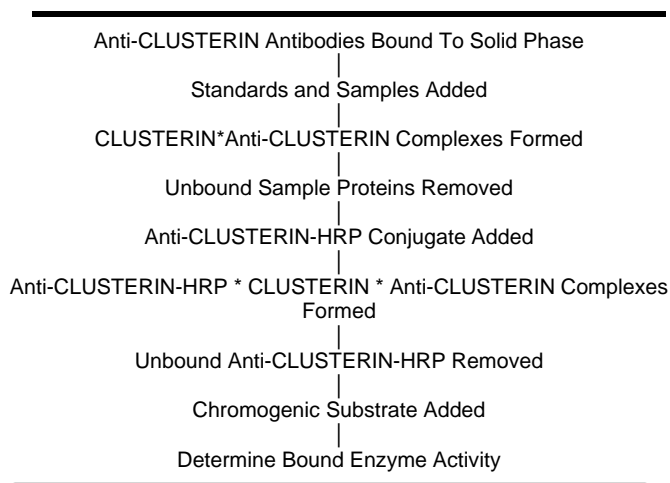 Anti-CLUSTERIN Antibodies Bound To Solid Phase
Standards and Samples Added
CLUSTERIN*Anti-CLUSTERIN Complexes Formed
Unbound Sample Proteins Removed
Anti-CLUSTERIN-HRP Conjugate Added
Anti-CLUSTERIN-HRP * CLUSTERIN * Anti-CLUSTERIN Complexes
Formed
Unbound Anti-CLUSTERIN-HRP Removed
Chromogenic Substrate Added
Determine Bound Enzyme Activity